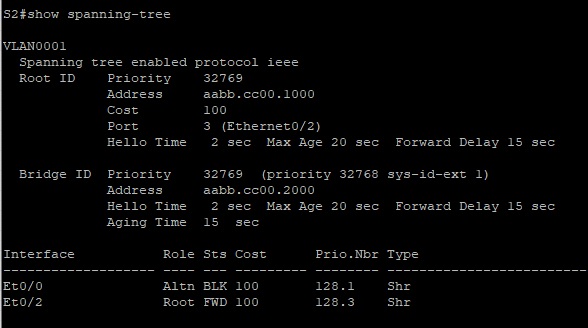 S2#show spanning-tree
VLAN0001
  Spanning tree enabled protocol ieee
  Root ID    Priority    32769
             Address     aabb.cc00.1000
             Cost        100
             Port        3 (Ethernet0/2)
             Hello Time   2 sec  Max Age 20 sec  Forward Delay 15 sec
  Bridge ID  Priority    32769  (priority 32768 sys-id-ext 1)
             Address     aabb.cc00.2000
             Hello Time   2 sec  Max Age 20 sec  Forward Delay 15 sec
             Aging Time  15  sec
Interface           Role Sts Cost      Prio.Nbr Type
------------------- ---- --- --------- -------- --------------------------------
Et0/0               Altn BLK 100       128.1    Shr
Et0/2               Root FWD 100       128.3    Shr